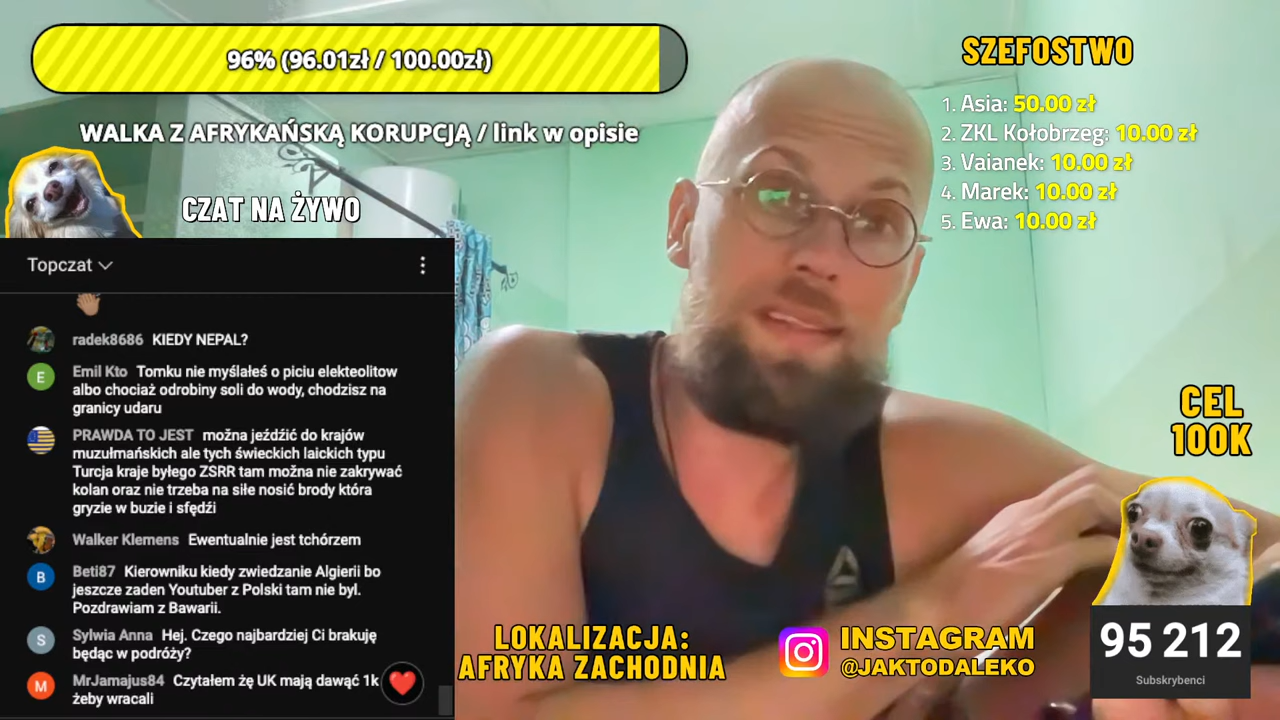 96% (96.01zł / 100.00zł)
WALKA Z AFRYKAŃSKĄ KORUPCJĄ / link w opisie
CZAT NA ŻYWO
Topczat
radek8686 KIEDY NEPAL?
Emil Kto Tomku nie myślałeś o piciu elekteolitow
albo chociaż odrobiny soli do wody, chodzisz na
granicy udaru
PRAWDA TO JEST można jeździć do krajów
muzułmańskich ale tych świeckich laickich typu
Turcja kraje byłego ZSRR tam można nie zakrywać
kolan oraz nie trzeba na siłe nosić brody która
gryzie w buzie i sfędźi
Walker Klemens Ewentualnie jest tchórzem
Beti87 Kierowniku kiedy zwiedzanie Algierii bo
jeszcze zaden Youtuber z Polski tam nie byl.
Pozdrawiam z Bawarii.
Sylwia Anna Hej. Czego najbardziej Ci brakuję
będąc w podróży?
MrJamajus84 Czytałem żę UK mają dawąć 1k
żeby wracali
SZEFOSTWO
1. Asia: 50.00 zł
2. ZKL Kołobrzeg: 10.00 zł
3. Vaianek: 10.00 zł
4. Marek: 10.00 zł
5. Ewa: 10.00 zł
CEL
100K
95 212
Subskrybenci
LOKALIZACJA:
AFRYKA ZACHODNIA
INSTAGRAM
@JAKTODALEKO
E
B
S
M